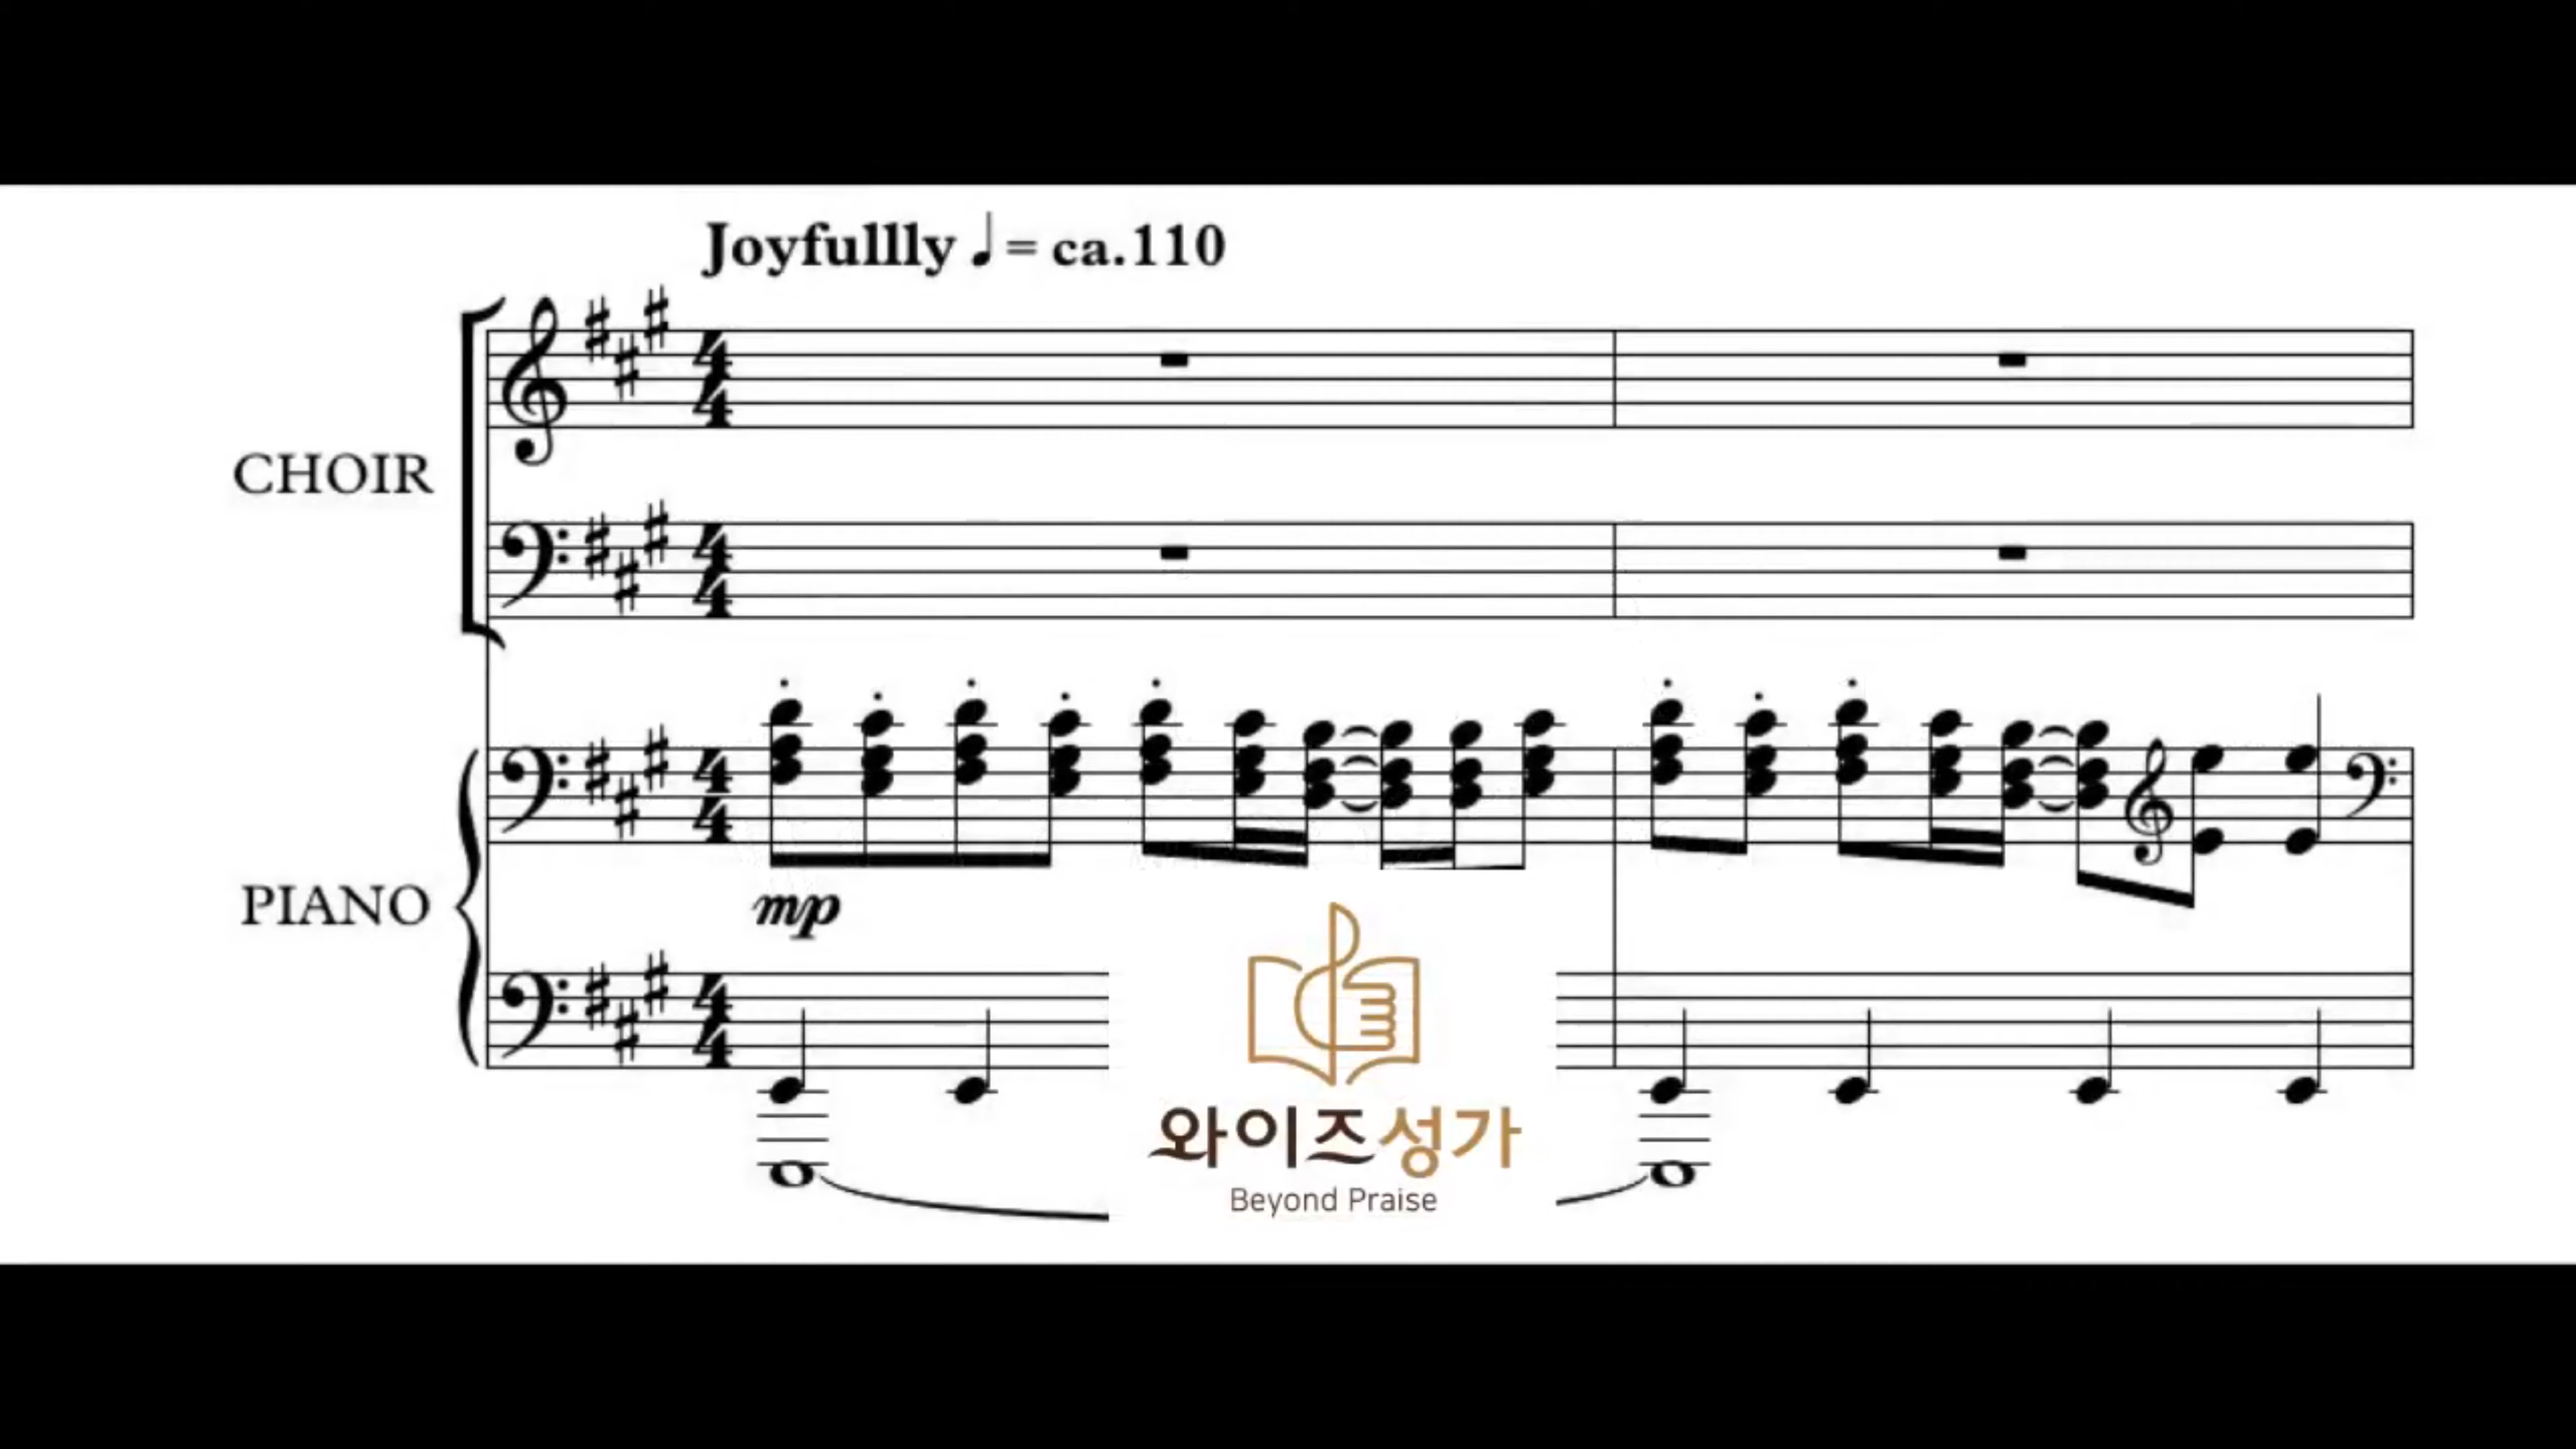 Joyfullly ♩ = ca.110
CHOIR
PIANO
mp
와이즈성가
Beyond Praise